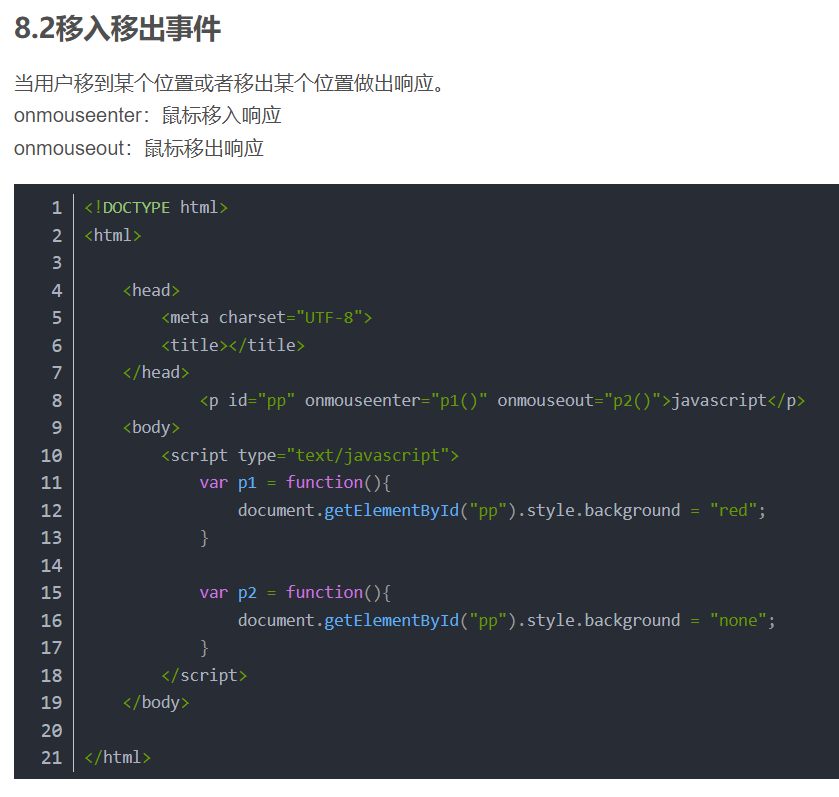 8.2移入移出事件
当用户移到某个位置或者移出某个位置做出响应。
onmouseenter：鼠标移入响应
onmouseout：鼠标移出响应
1 <!DOCTYPE html>
2 <html>
3
4     <head>
5         <meta charset="UTF-8">
6         <title></title>
7     </head>
8             <p id="pp" onmouseenter="p1()" onmouseout="p2()">javascript</p>
9     <body>
10         <script type="text/javascript">
11             var p1 = function(){
12                 document.getElementById("pp").style.background = "red";
13             }
14
15             var p2 = function(){
16                 document.getElementById("pp").style.background = "none";
17             }
18         </script>
19     </body>
20
21 </html>